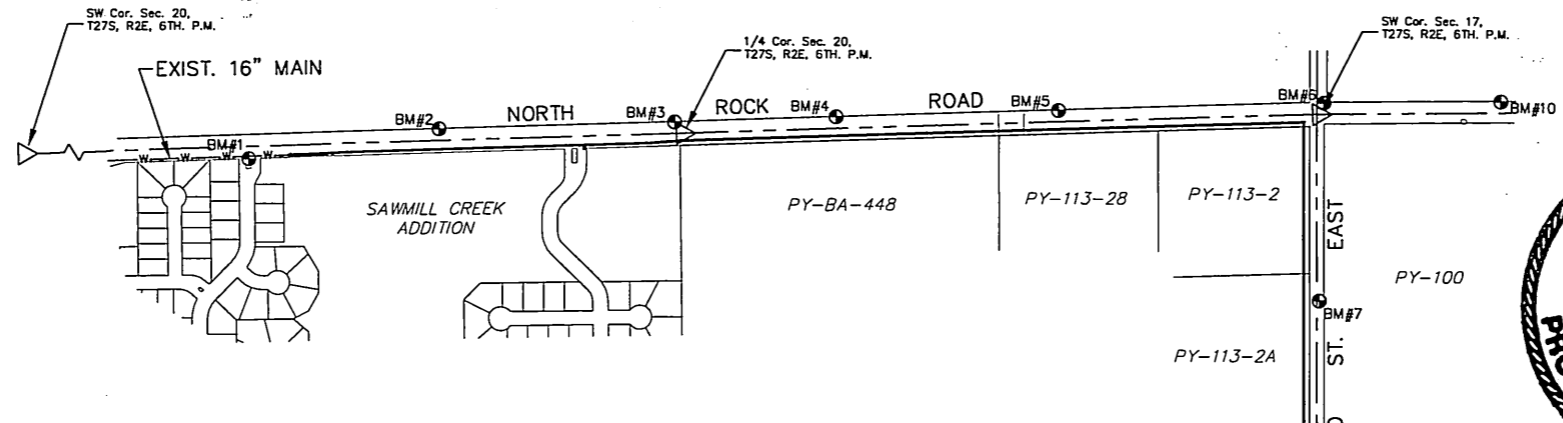 SW Cor. Sec. 20,
T27S, R2E, 6TH. P.M.
EXIST. 16" MAIN
1/4 Cor. Sec. 20,
T27S, R2E, 6TH. P.M.
SW Cor. Sec. 17,
T27S, R2E, 6TH. P.M.
BM#1
BM#2
NORTH
BM#3
ROCK
BM#4
ROAD
BM#5
BM#6
BM#10
W W W W
SAWMILL CREEK
ADDITION
PY-BA-448
PY-113-28
PY-113-2
EAST
PY-100
BM#7
PY-113-2A
ST.